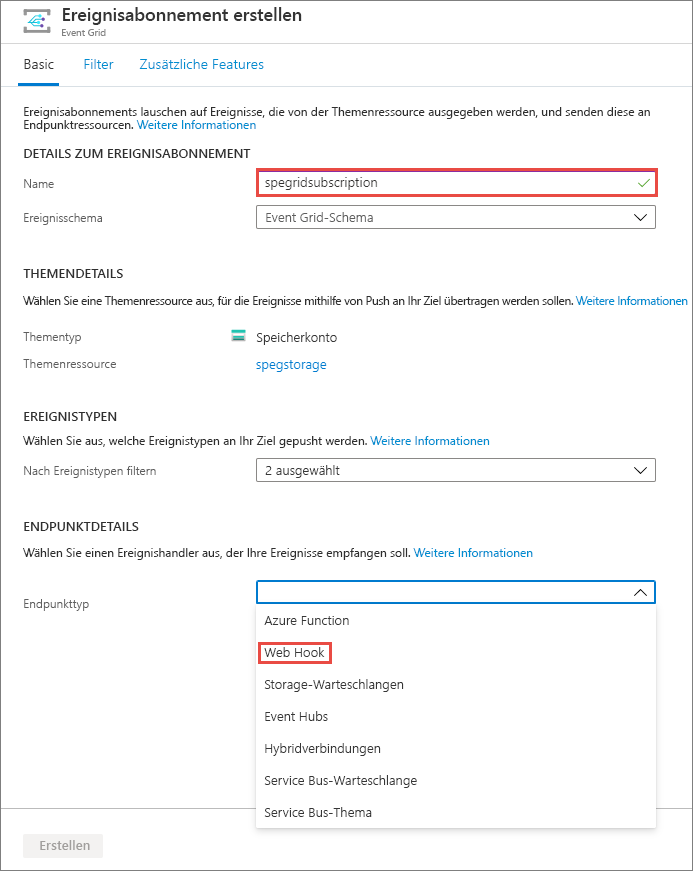 Ereignisabonnement erstellen
Event Grid
Basic Filter Zusätzliche Features
Ereignisabonnements lauschen auf Ereignisse, die von der Themenressource ausgegeben werden, und senden diese an
Endpunktressourcen. Weitere Informationen
DETAILS ZUM EREIGNISABONNEMENT
Name spegridsubscription
Ereignisschema Event Grid-Schema
THEMENDETAILS
Wählen Sie eine Themenressource aus, für die Ereignisse mithilfe von Push an Ihr Ziel übertragen werden sollen. Weitere Informationen
Thementyp Speicherkonto
Themenressource spegstorage
EREIGNISTYPEN
Wählen Sie aus, welche Ereignistypen an Ihr Ziel gepusht werden. Weitere Informationen
Nach Ereignistypen filtern 2 ausgewählt
ENDPUNKTDETAILS
Wählen Sie einen Ereignishandler aus, der Ihre Ereignisse empfangen soll. Weitere Informationen
Endpunkttyp
Azure Function
Web Hook
Storage-Warteschlangen
Event Hubs
Hybridverbindungen
Service Bus-Warteschlange
Service Bus-Thema
Erstellen